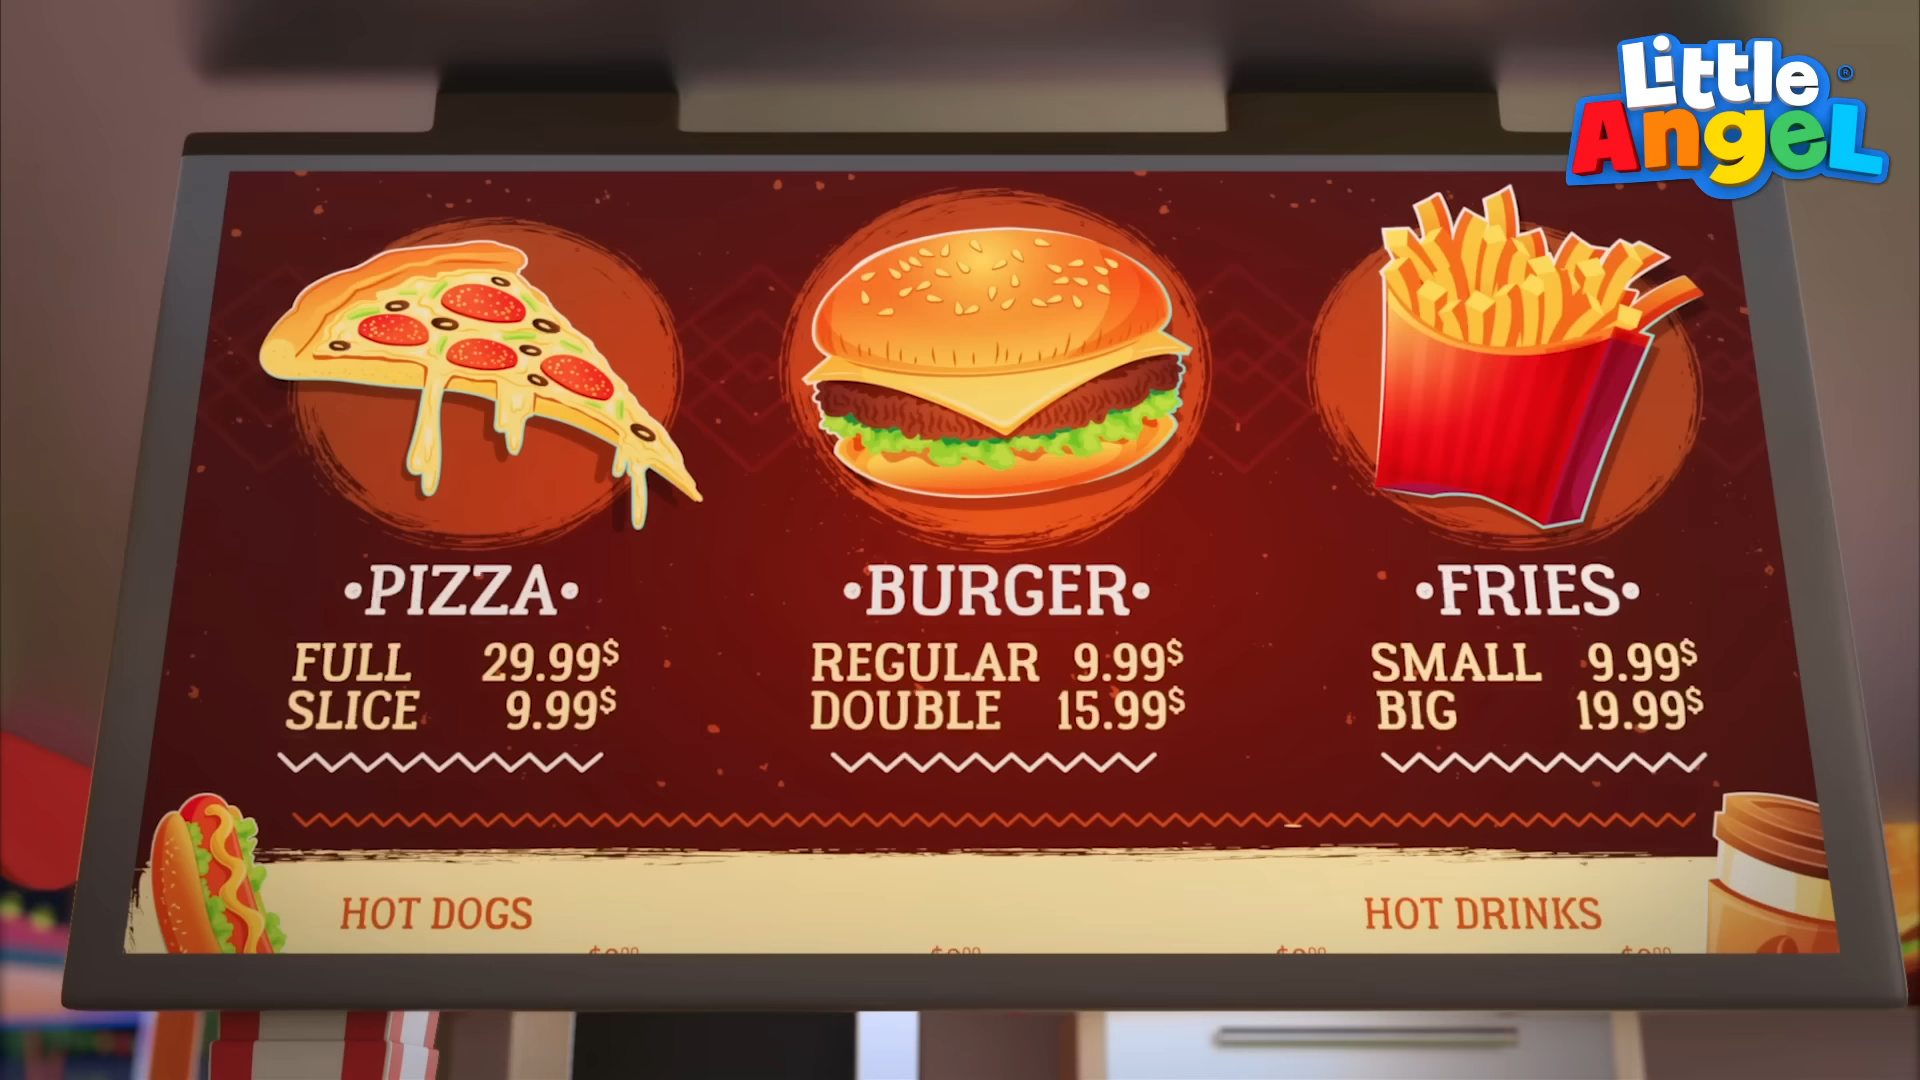 Little
Angel
•PIZZA•
FULL 29.99$
SLICE 9.99$
•BURGER•
REGULAR 9.99$
DOUBLE 15.99$
•FRIES•
SMALL 9.99$
BIG 19.99$
HOT DOGS
HOT DRINKS